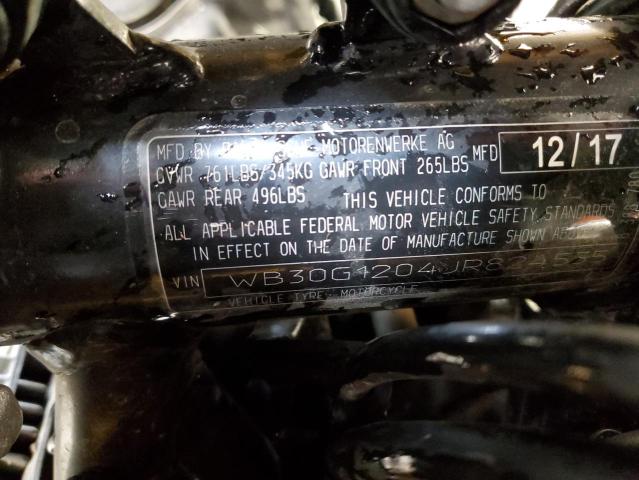 MFD BY BAYERISCHE MOTORENWERKE AG
GVWR 761LBS/345KG GAWR FRONT 265LBS MFD 12/17
GAWR REAR 496LBS THIS VEHICLE CONFORMS TO
ALL APPLICABLE FEDERAL MOTOR VEHICLE SAFETY STANDARDS
IN EFFECT ON THE DATE OF MANUFACTURE SHOWN ABOVE
VIN
VEHICLE TYPE: MOTORCYCLE